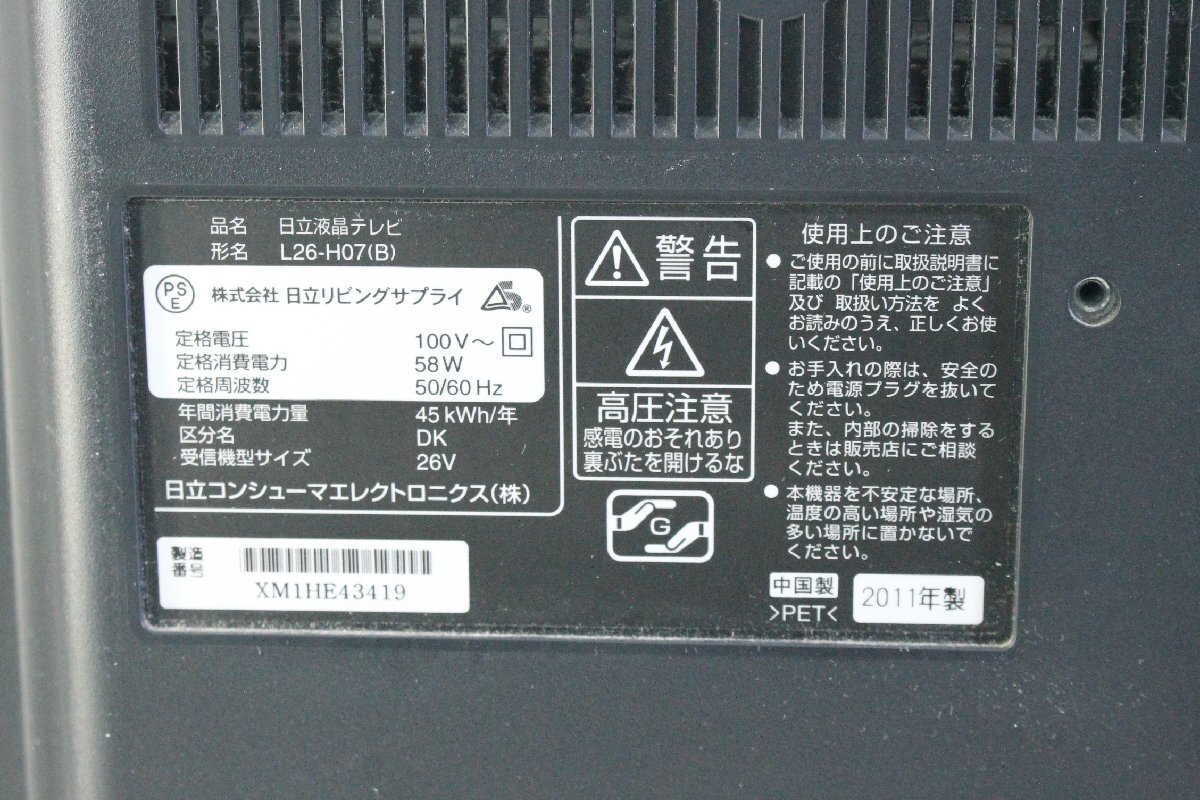 品名 日立液晶テレビ
形名 L26-H07(B)
PS
E
株式会社 日立リビングサプライ
S
®
定格電圧 100V～
定格消費電力 58W
定格周波数 50/60 Hz
年間消費電力量 45 kWh/年
区分名 DK
受信機型サイズ 26V
日立コンシューマエレクトロニクス(株)
製造
番号
XM1HE43419
警告
高圧注意
感電のおそれあり
裏ぶたを開けるな
G
使用上のご注意
●ご使用の前に取扱説明書に
記載の「使用上のご注意」
及び 取扱い方法を よく
お読みのうえ、正しくお使
いください。
●お手入れの際は、安全の
ため電源プラグを抜いて
ください。
また、内部の掃除をする
ときは販売店にご相談
ください。
●本機器を不安定な場所、
温度の高い場所や湿気の
多い場所に置かないで
ください。
中国製
>PET<
2011年製